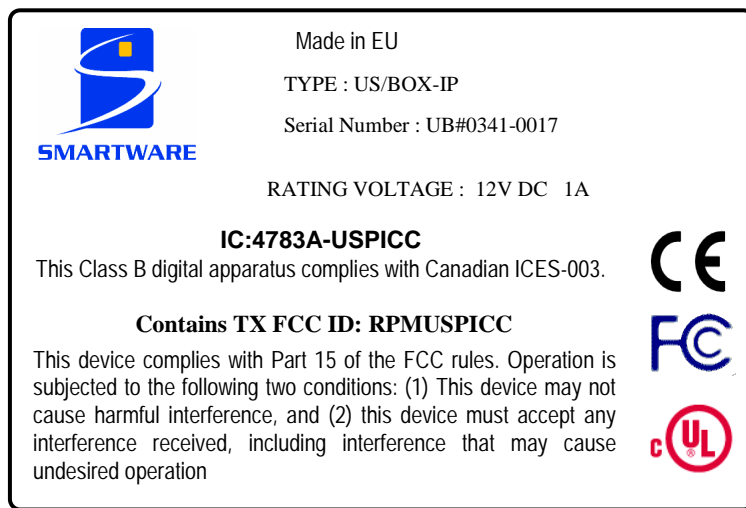 Made in EU
TYPE : US/BOX-IP
Serial Number : UB#0341-0017
SMARTWARE
RATING VOLTAGE : 12V DC 1A
IC:4783A-USPICC
This Class B digital apparatus complies with Canadian ICES-003.
Contains TX FCC ID: RPMUSPICC
This device complies with Part 15 of the FCC rules. Operation is
subjected to the following two conditions: (1) This device may not
cause harmful interference, and (2) this device must accept any
interference received, including interference that may cause
undesired operation
CE
FC
c UL ®